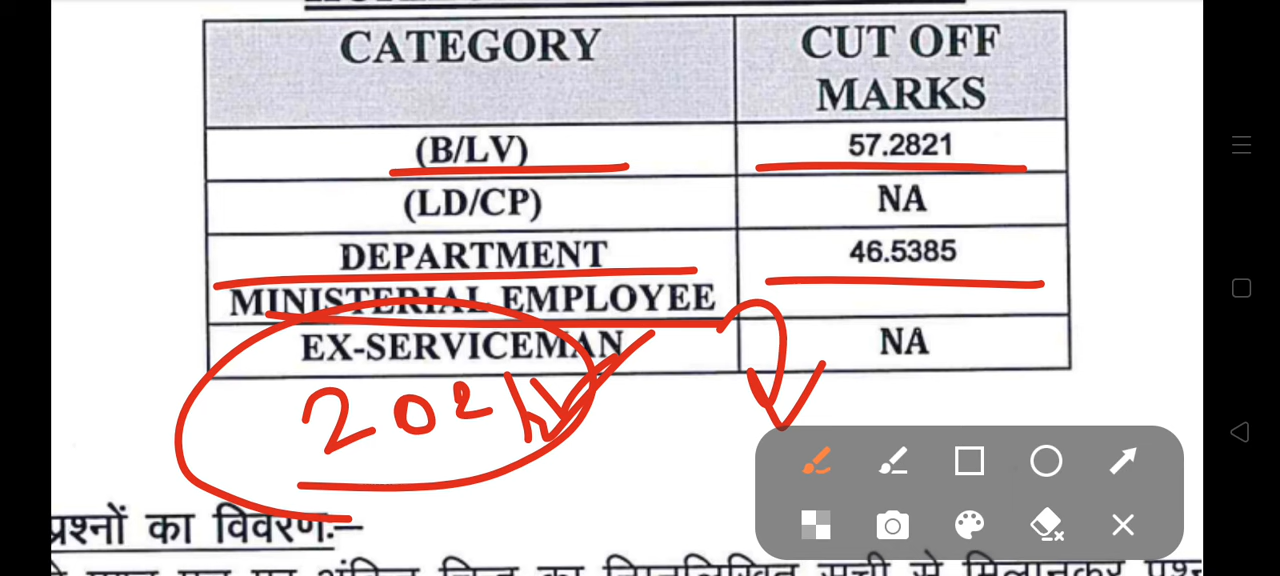 CATEGORY CUT OFF
MARKS
(B/LV) 57.2821
(LD/CP) NA
DEPARTMENT 46.5385
MINISTERIAL EMPLOYEE
EX-SERVICEMAN NA
202
प्रश्नों का विवरण:-